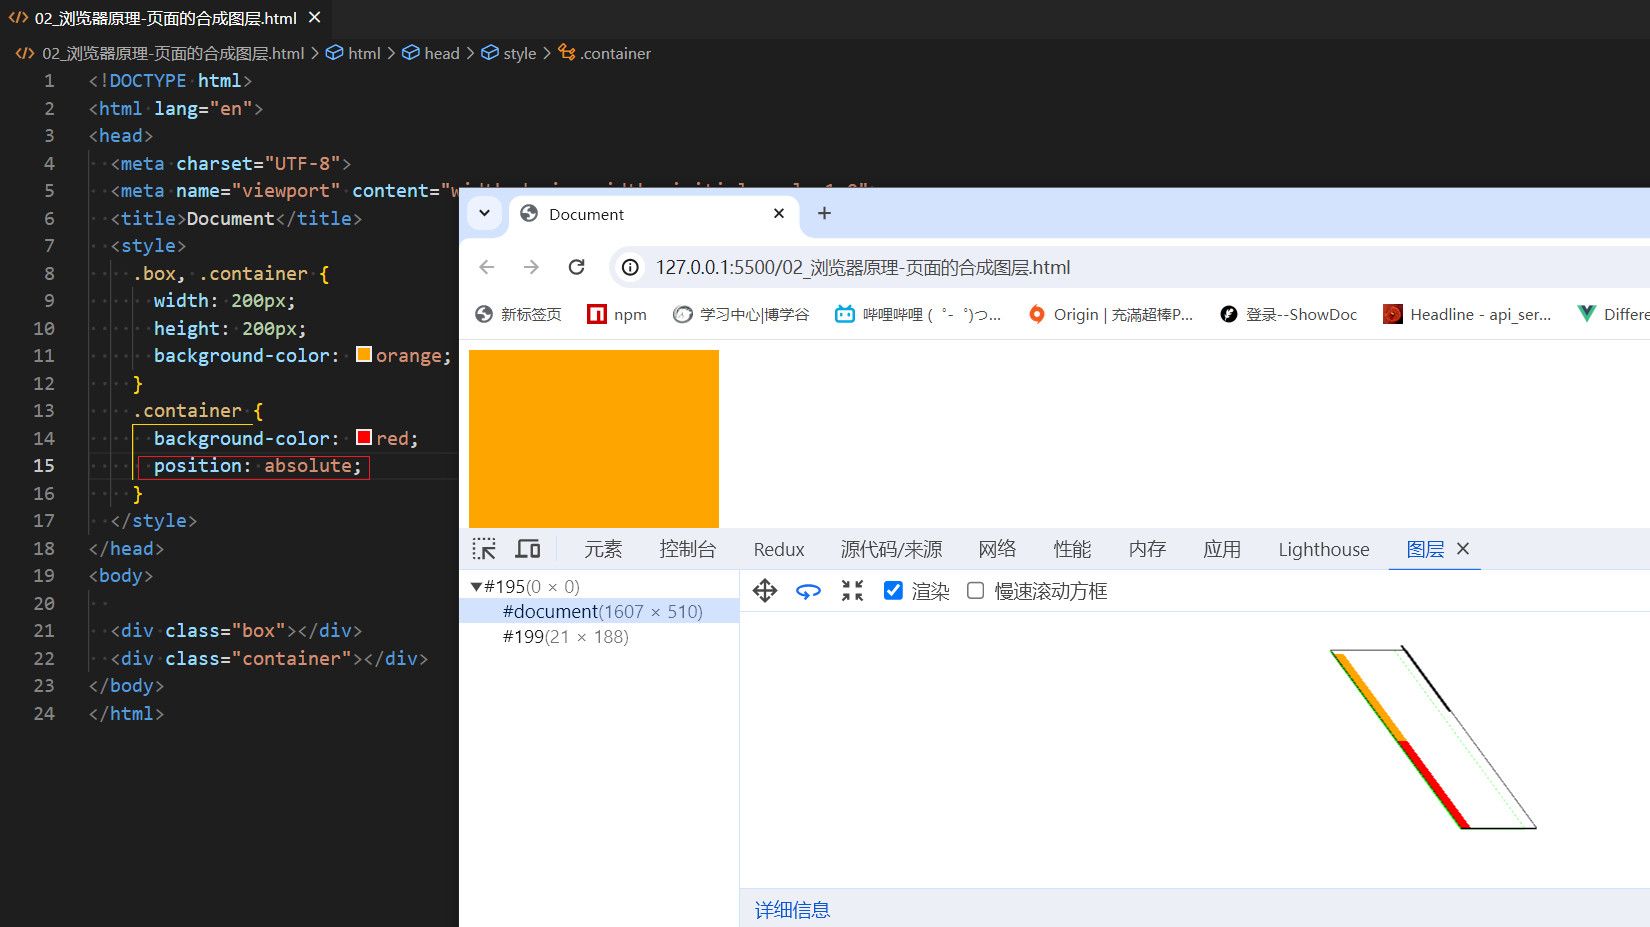 02_浏览器原理-页面的合成图层.html
02_浏览器原理-页面的合成图层.html > html > head > style > .container
1 <!DOCTYPE html>
2 <html lang="en">
3 <head>
4 <meta charset="UTF-8">
5 <meta name="viewport" content="
6 <title>Document</title>
7 <style>
8 .box, .container {
9 width: 200px;
10 height: 200px;
11 background-color: orange;
12 }
13 .container {
14 background-color: red;
15 position: absolute;
16 }
17 </style>
18 </head>
19 <body>
20
21 <div class="box"></div>
22 <div class="container"></div>
23 </body>
24 </html>
Document
127.0.0.1:5500/02_浏览器原理-页面的合成图层.html
新标签页 npm 学习中心|博学谷 哔哩哔哩 (゜-゜)つ... Origin | 充满超棒P... 登录--ShowDoc Headline - api_ser... Differe
元素 控制台 Redux 源代码/来源 网络 性能 内存 应用 Lighthouse 图层
▼#195(0 × 0)
#document(1607 × 510)
#199(21 × 188)
渲染 慢速滚动方框
详细信息